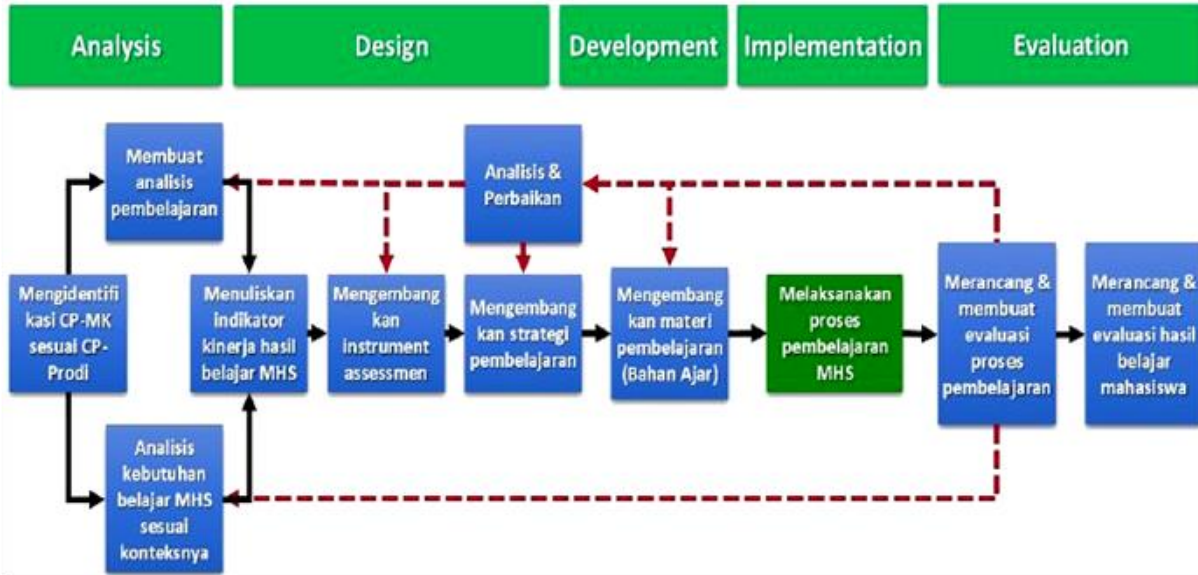 Analysis
Design
Development
Implementation
Evaluation
Membuat
analisis
pembelajaran
Analisis &
Perbaikan
Mengidentifi
kasi CP-MK
sesuai CP-
Prodi
Menuliskan
indikator
kinerja hasil
belajar MHS
Mengembang
kan
instrument
assessmen
Mengembang
kan strategi
pembelajaran
Mengembang
kan materi
pembelajaran
(Bahan Ajar)
Melaksanakan
proses
pembelajaran
MHS
Merancang &
membuat
evaluasi
proses
pembelajaran
Merancang &
membuat
evaluasi hasil
belajar
mahasiswa
Analisis
kebutuhan
belajar MHS
sesuai
konteksnya